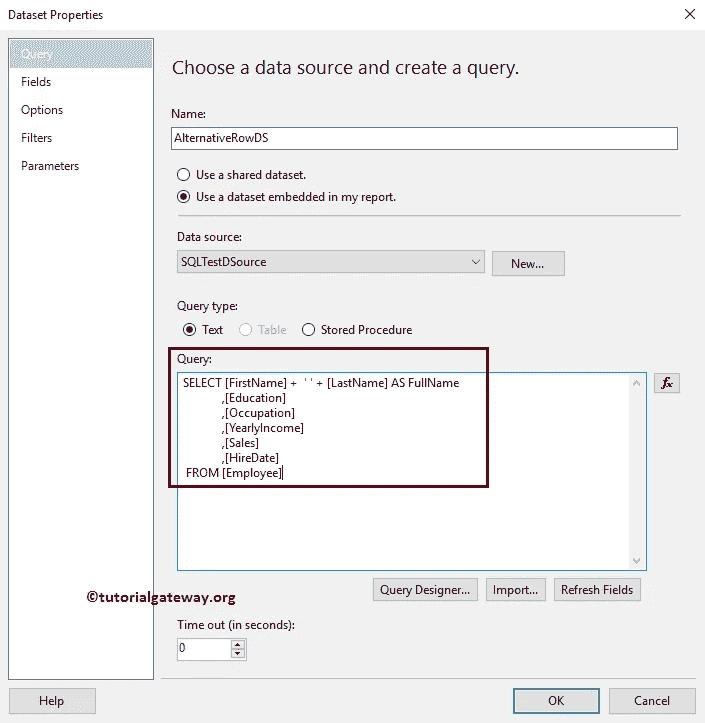 Dataset Properties
Query
Fields
Options
Filters
Parameters
Choose a data source and create a query.
Name:
AlternativeRowDS
Use a shared dataset.
Use a dataset embedded in my report.
Data source:
SQLTestDSource
New...
Query type:
Text
Table
Stored Procedure
Query:
SELECT [FirstName] + ' ' + [LastName] AS FullName
,[Education]
,[Occupation]
,[YearlyIncome]
,[Sales]
,[HireDate]
FROM [Employee]
fx
Query Designer...
Import...
Refresh Fields
©tutorialgateway.org
Time out (in seconds):
0
Help
OK
Cancel